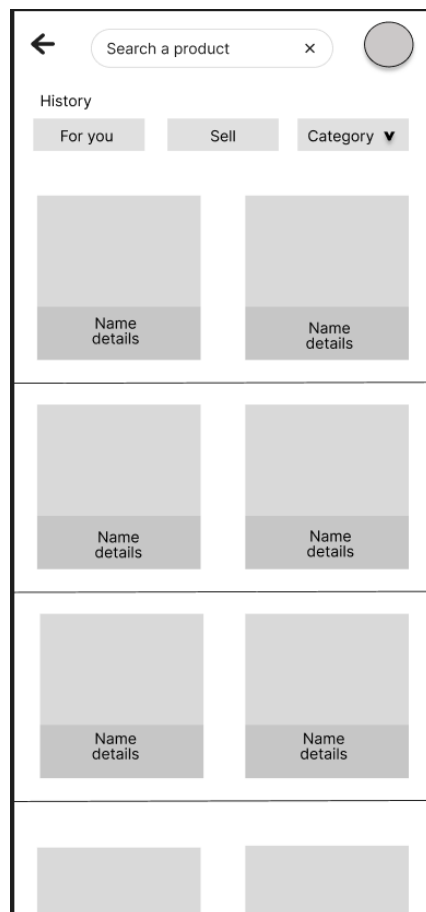 Search a product ×
History
For you Sell Category
Name
details
Name
details
Name
details
Name
details
Name
details
Name
details